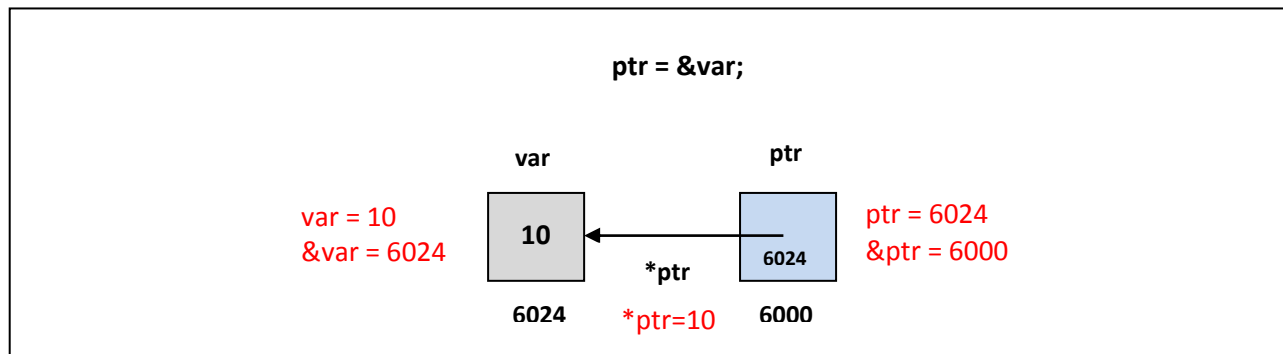 ptr = &var;
var ptr
var = 10
&var = 6024
10
6024
ptr = 6024
&ptr = 6000
*ptr
6024
*ptr=10
6000